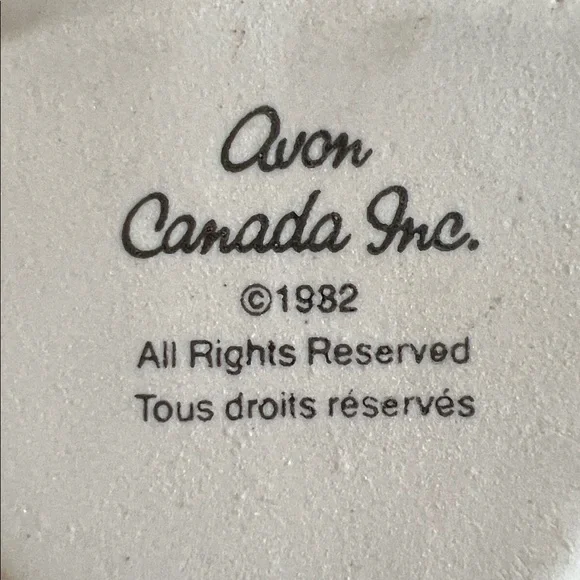 Avon
Canada Inc.
©1982
All Rights Reserved
Tous droits réservés